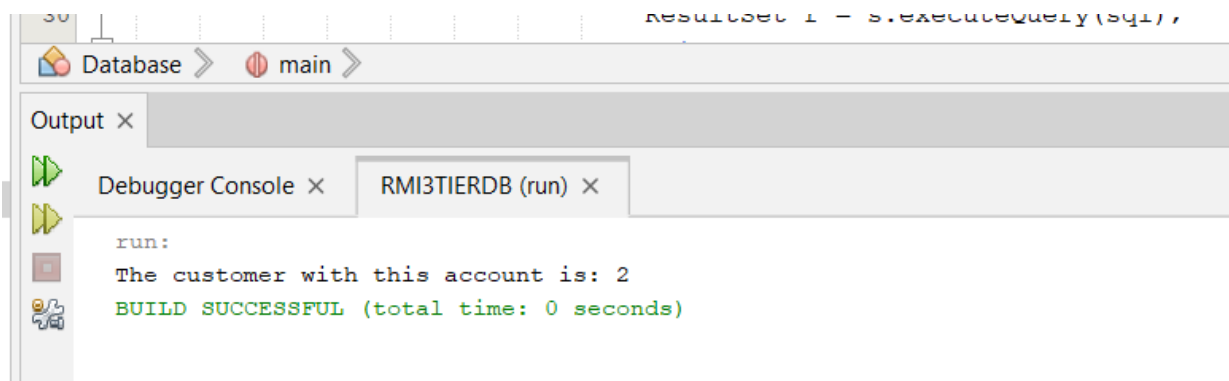 30 ResultSet r = s.executeQuery(sql);
Database main
Output
Debugger Console RMI3TIERDB (run)
run:
The customer with this account is: 2
BUILD SUCCESSFUL (total time: 0 seconds)